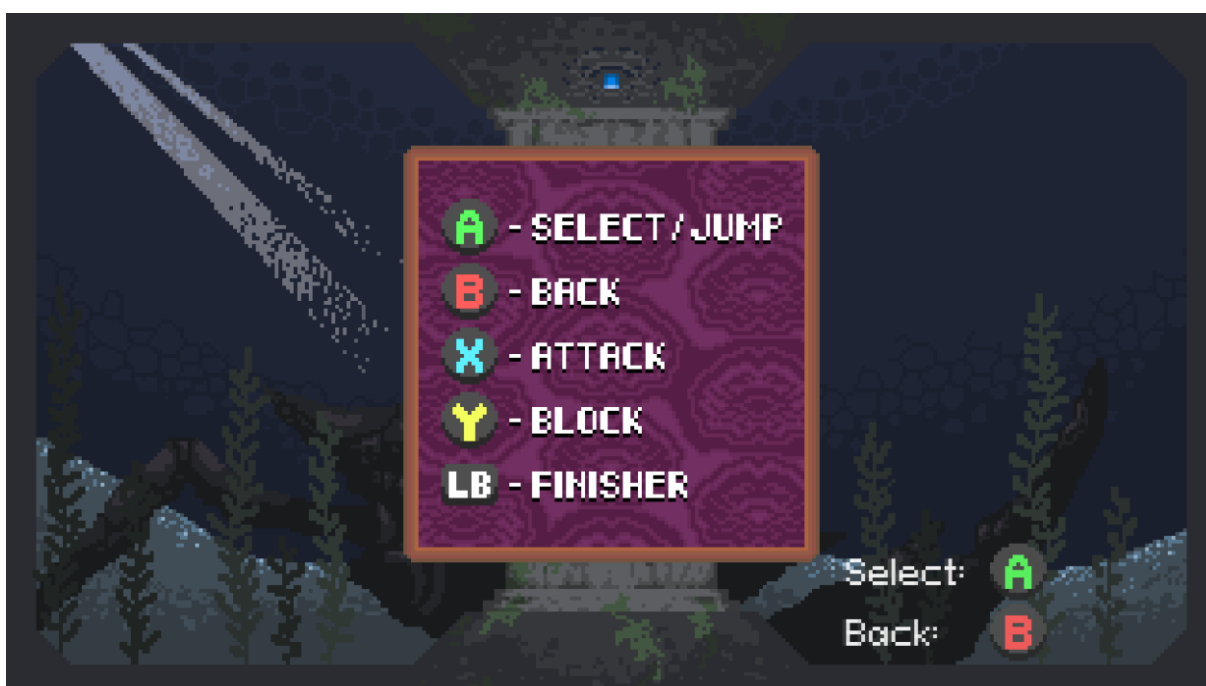 A - SELECT/JUMP
B - BACK
X - ATTACK
Y - BLOCK
LB - FINISHER
Select: A
Back: B